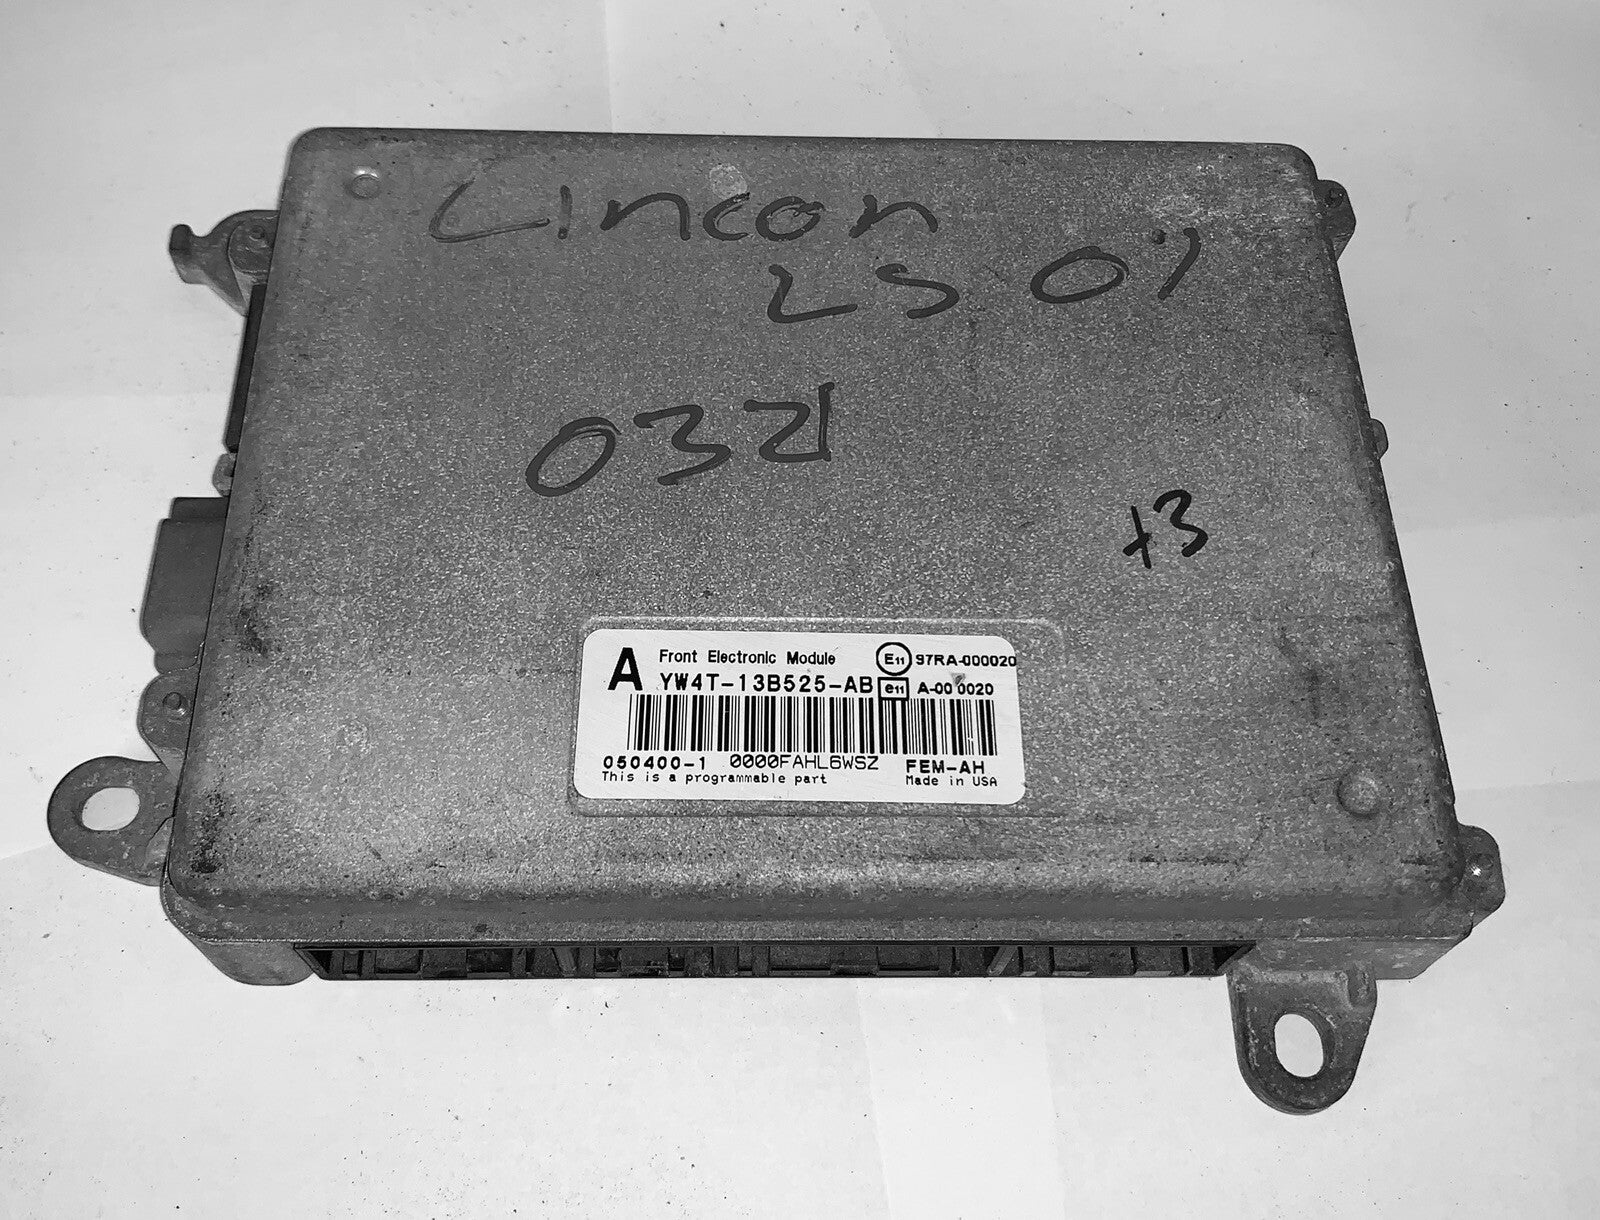 Lincon
LS 01
032
+3
A Front Electronic Module E11 97RA-000020
YW4T-13B525-AB e11 A-00 0020
050400-1 0000FAHL6WSZ FEM-AH
This is a programmable part Made in USA